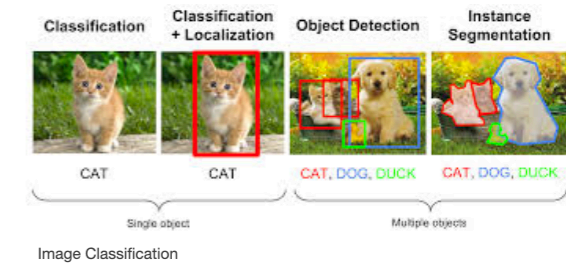 Classification
Classification
+ Localization
Object Detection
Instance
Segmentation
CAT
CAT
CAT, DOG, DUCK
CAT, DOG, DUCK
Single object
Multiple objects
Image Classification